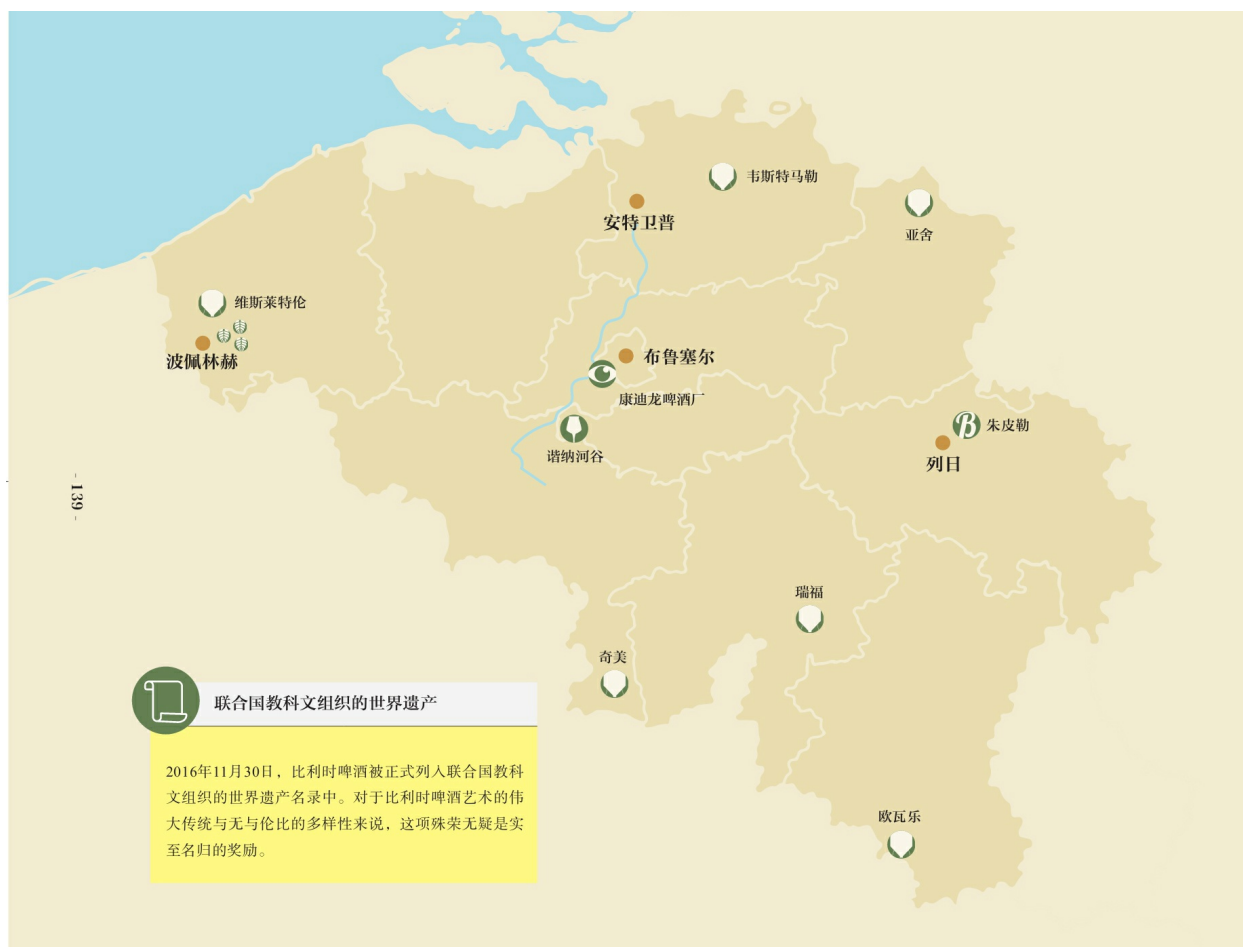 韦斯特马勒
安特卫普
亚舍
维斯莱特伦
波佩林赫
布鲁塞尔
康迪龙啤酒厂
谐纳河谷
朱皮勒
列日
- 139 -
瑞福
奇美
联合国教科文组织的世界遗产
2016年11月30日，比利时啤酒被正式列入联合国教科
文组织的世界遗产名录中。对于比利时啤酒艺术的伟
大传统与无与伦比的多样性来说，这项殊荣无疑是实
至名归的奖励。
欧瓦乐